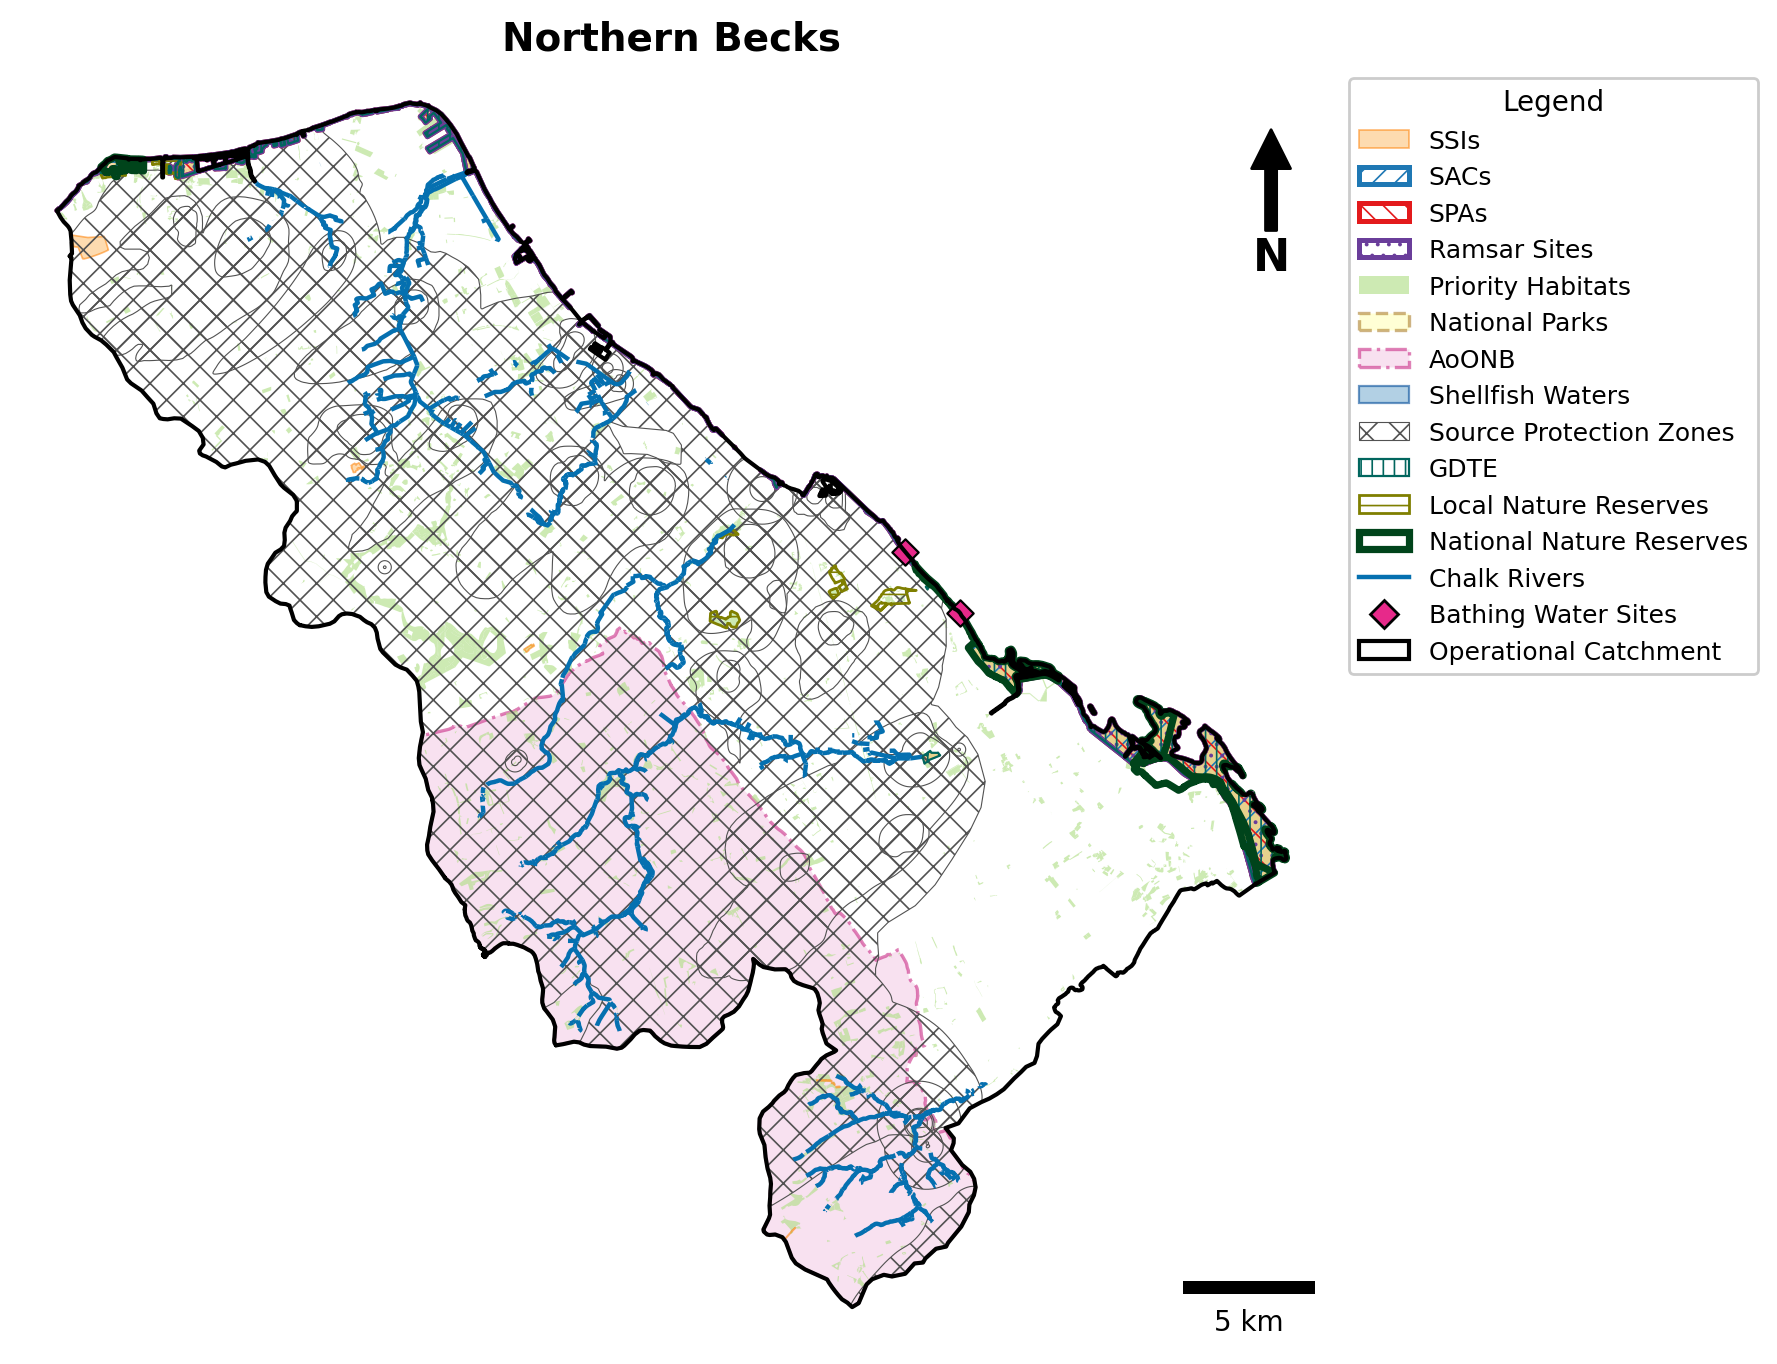 Northern Becks
Legend
SSIs
SACs
SPAs
Ramsar Sites
Priority Habitats
National Parks
AoONB
Shellfish Waters
Source Protection Zones
GDTE
Local Nature Reserves
National Nature Reserves
Chalk Rivers
Bathing Water Sites
Operational Catchment
N
5 km